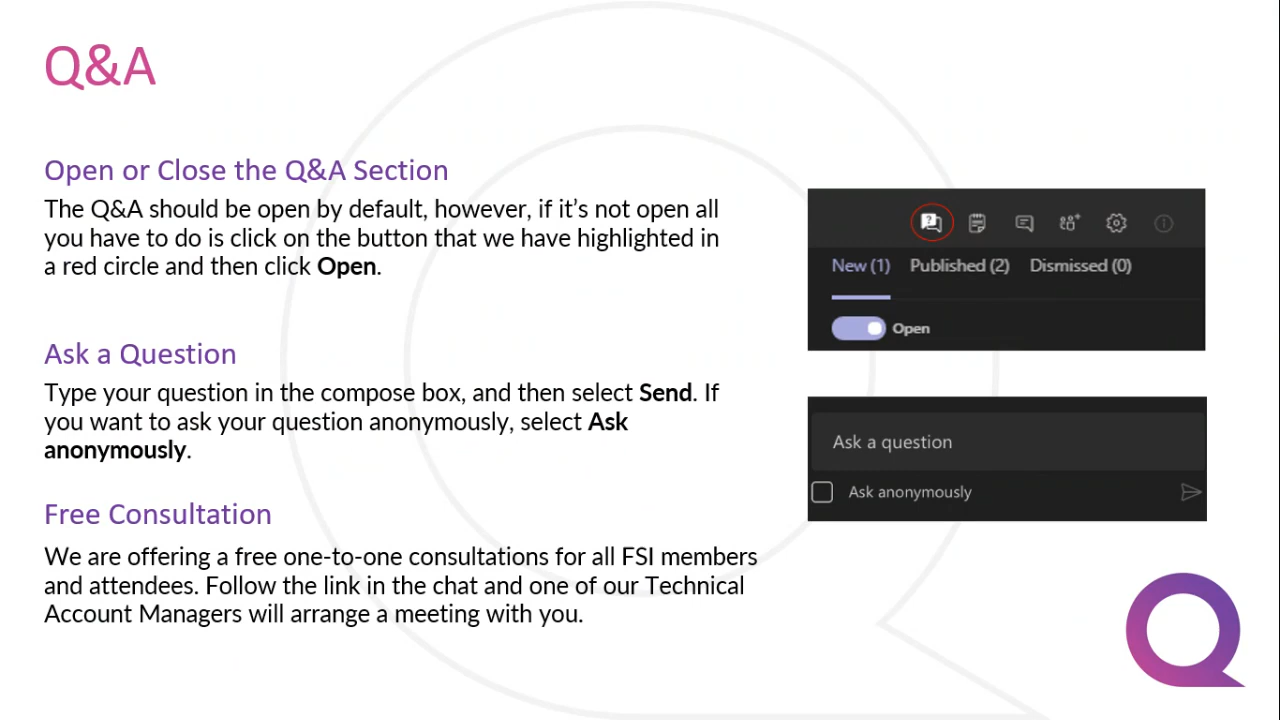 Q&A
Open or Close the Q&A Section
The Q&A should be open by default, however, if it’s not open all
you have to do is click on the button that we have highlighted in
a red circle and then click Open.
New (1) Published (2) Dismissed (0)
Open
Ask a Question
Type your question in the compose box, and then select Send. If
you want to ask your question anonymously, select Ask
anonymously.
Ask a question
Ask anonymously
Free Consultation
We are offering a free one-to-one consultations for all FSI members
and attendees. Follow the link in the chat and one of our Technical
Account Managers will arrange a meeting with you.